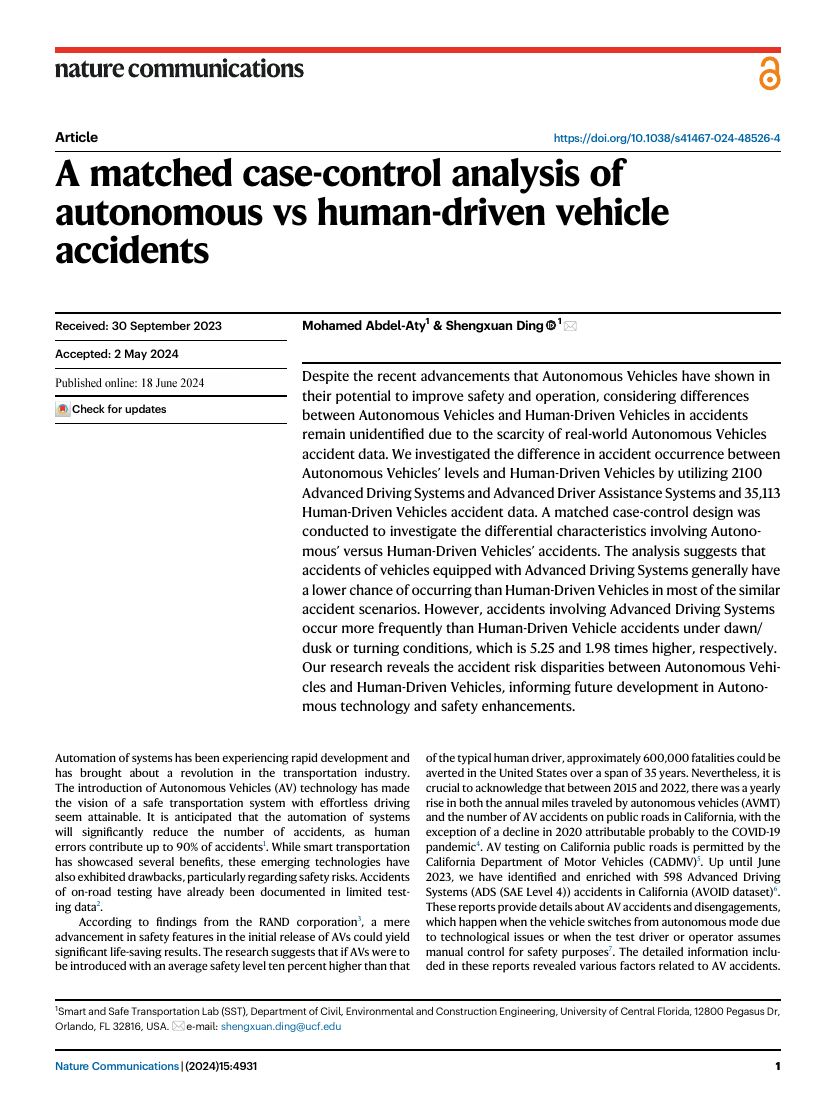 nature communications
Article
https://doi.org/10.1038/s41467-024-48526-4
A matched case-control analysis of
autonomous vs human-driven vehicle
accidents
Received: 30 September 2023
Accepted: 2 May 2024
Published online: 18 June 2024
Check for updates
Mohamed Abdel-Aty1 & Shengxuan Ding 1
Despite the recent advancements that Autonomous Vehicles have shown in
their potential to improve safety and operation, considering differences
between Autonomous Vehicles and Human-Driven Vehicles in accidents
remain unidentified due to the scarcity of real-world Autonomous Vehicles
accident data. We investigated the difference in accident occurrence between
Autonomous Vehicles' levels and Human-Driven Vehicles by utilizing 2100
Advanced Driving Systems and Advanced Driver Assistance Systems and 35,113
Human-Driven Vehicles accident data. A matched case-control design was
conducted to investigate the differential characteristics involving Autono-
mous' versus Human-Driven Vehicles' accidents. The analysis suggests that
accidents of vehicles equipped with Advanced Driving Systems generally have
a lower chance of occurring than Human-Driven Vehicles in most of the similar
accident scenarios. However, accidents involving Advanced Driving Systems
occur more frequently than Human-Driven Vehicle accidents under dawn/
dusk or turning conditions, which is 5.25 and 1.98 times higher, respectively.
Our research reveals the accident risk disparities between Autonomous Vehi-
cles and Human-Driven Vehicles, informing future development in Autono-
mous technology and safety enhancements.
Automation of systems has been experiencing rapid development and
has brought about a revolution in the transportation industry.
The introduction of Autonomous Vehicles (AV) technology has made
the vision of a safe transportation system with effortless driving
seem attainable. It is anticipated that the automation of systems
will significantly reduce the number of accidents, as human
errors contribute up to 90% of accidents1. While smart transportation
has showcased several benefits, these emerging technologies have
also exhibited drawbacks, particularly regarding safety risks. Accidents
of on-road testing have already been documented in limited test-
ing data2.
According to findings from the RAND corporation3, a mere
advancement in safety features in the initial release of AVs could yield
significant life-saving results. The research suggests that if AVs were to
be introduced with an average safety level ten percent higher than that
of the typical human driver, approximately 600,000 fatalities could be
averted in the United States over a span of 35 years. Nevertheless, it is
crucial to acknowledge that between 2015 and 2022, there was a yearly
rise in both the annual miles traveled by autonomous vehicles (AVMT)
and the number of AV accidents on public roads in California, with the
exception of a decline in 2020 attributable probably to the COVID-19
pandemic4. AV testing on California public roads is permitted by the
California Department of Motor Vehicles (CADMV)5. Up until June
2023, we have identified and enriched with 598 Advanced Driving
Systems (ADS (SAE Level 4)) accidents in California (AVOID dataset)6.
These reports provide details about AV accidents and disengagements,
which happen when the vehicle switches from autonomous mode due
to technological issues or when the test driver or operator assumes
manual control for safety purposes7. The detailed information inclu-
ded in these reports revealed various factors related to AV accidents.
1Smart and Safe Transportation Lab (SST), Department of Civil, Environmental and Construction Engineering, University of Central Florida, 12800 Pegasus Dr,
Orlando, FL 32816, USA. e-mail: shengxuan.ding@ucf.edu
Nature Communications | (2024)15:4931
1